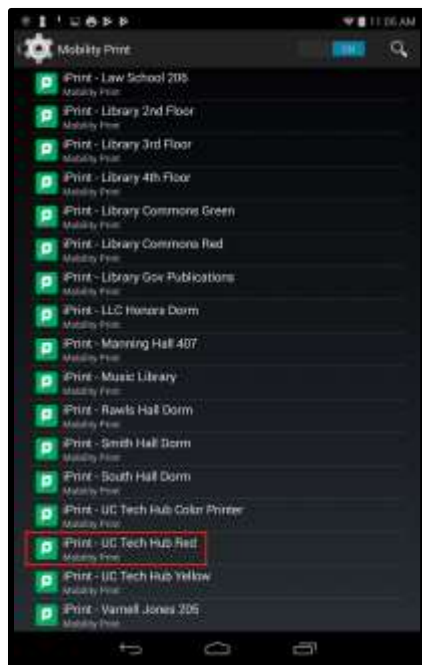 11:06 AM
Mobility Print
ON
iPrint - Law School 205
Mobility Print
iPrint - Library 2nd Floor
Mobility Print
iPrint - Library 3rd Floor
Mobility Print
iPrint - Library 4th Floor
Mobility Print
iPrint - Library Commons Green
Mobility Print
iPrint - Library Commons Red
Mobility Print
iPrint - Library Gov Publications
Mobility Print
iPrint - LLC Honors Dorm
Mobility Print
iPrint - Manning Hall 407
Mobility Print
iPrint - Music Library
Mobility Print
iPrint - Rawls Hall Dorm
Mobility Print
iPrint - Smith Hall Dorm
Mobility Print
iPrint - South Hall Dorm
Mobility Print
iPrint - UC Tech Hub Color Printer
Mobility Print
iPrint - UC Tech Hub Red
Mobility Print
iPrint - UC Tech Hub Yellow
Mobility Print
iPrint - Varnell Jones 205
Mobility Print